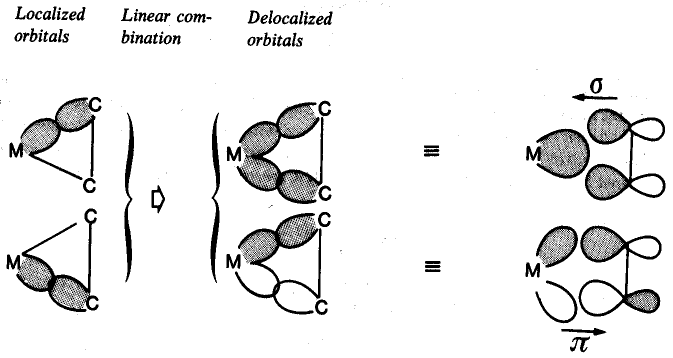 Localized Linear com- Delocalized
orbitals bination orbitals
σ
C C
M M ≡ M
C C
C C
M M ≡ M
C C
π